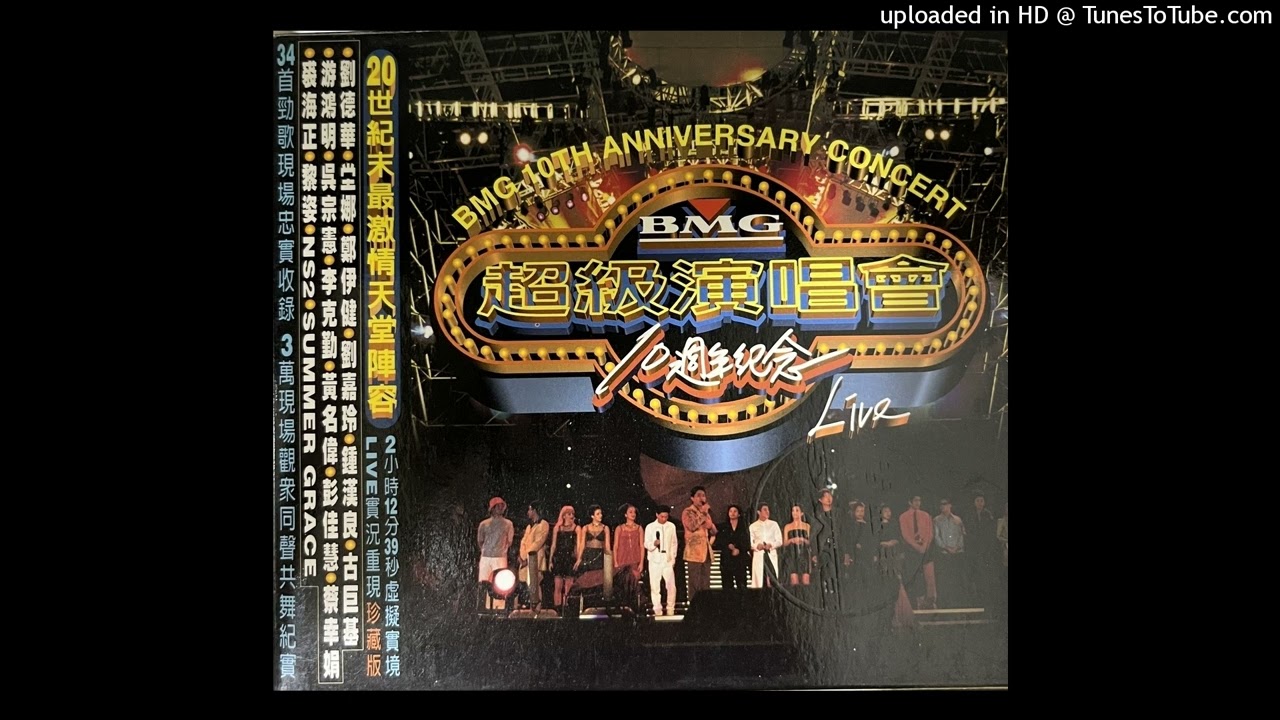 uploaded in HD @ TunesToTube.com
BMG 10TH ANNIVERSARY CONCERT
BMG
超級演唱會
10週年紀念
Live
20世紀末最激情天堂陣容
2小時12分39秒虛擬實境
LIVE實況重現珍藏版
劉德華•坣娜•鄭伊健•劉嘉玲•鍾漢良•古巨基
游鴻明•吳宗憲•李克勤•黃名偉•彭佳慧•蔡幸娟
裘海正•黎姿•NS2•SUMMER GRACE
34首勁歌現場忠實收錄 3萬現場觀衆同聲共舞紀實